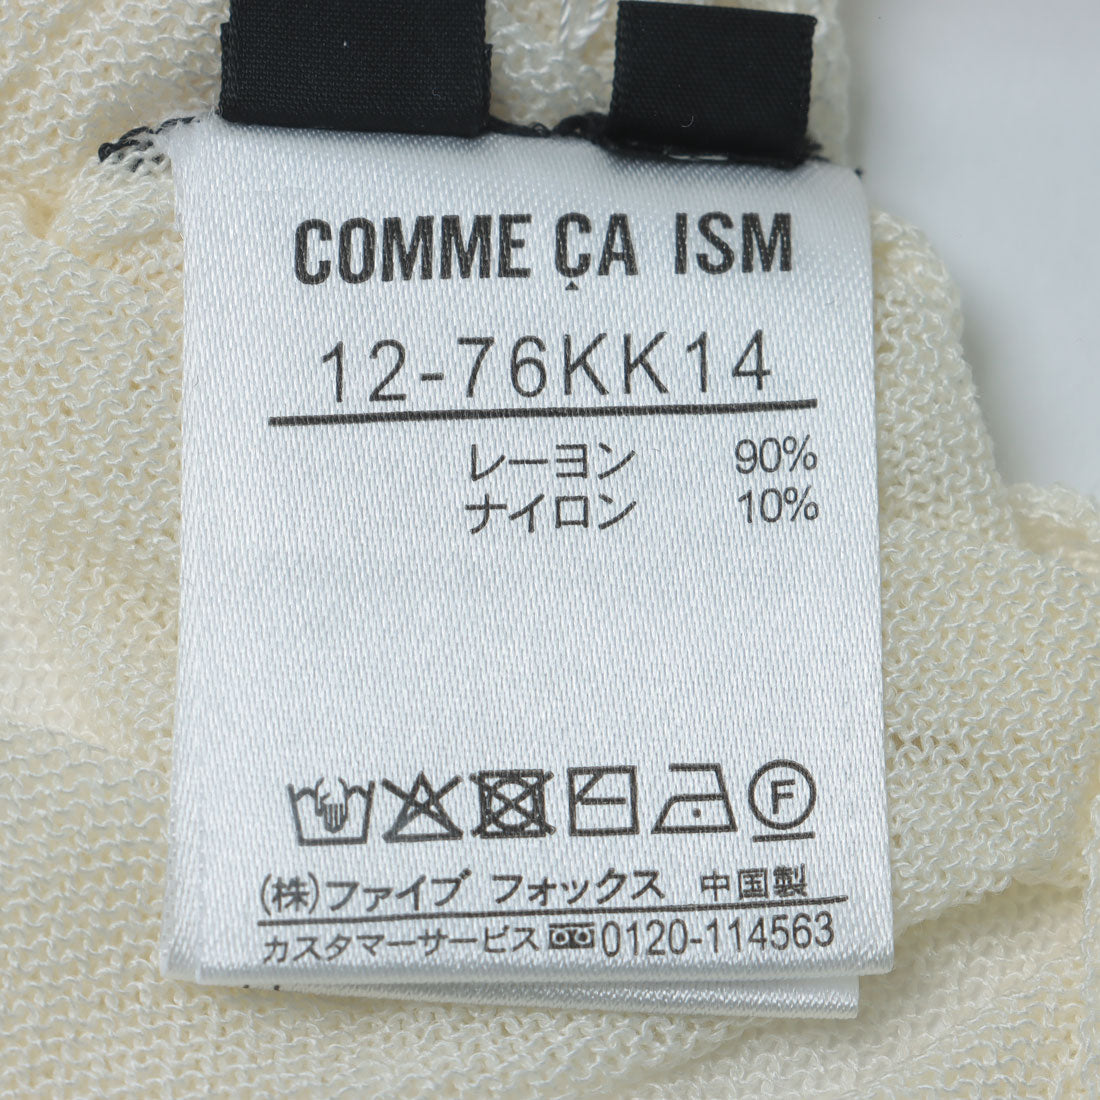 COMME ÇA ISM
12-76KK14
レーヨン 90%
ナイロン 10%
F
(株)ファイブ フォックス 中国製
カスタマーサービス 0120-114563